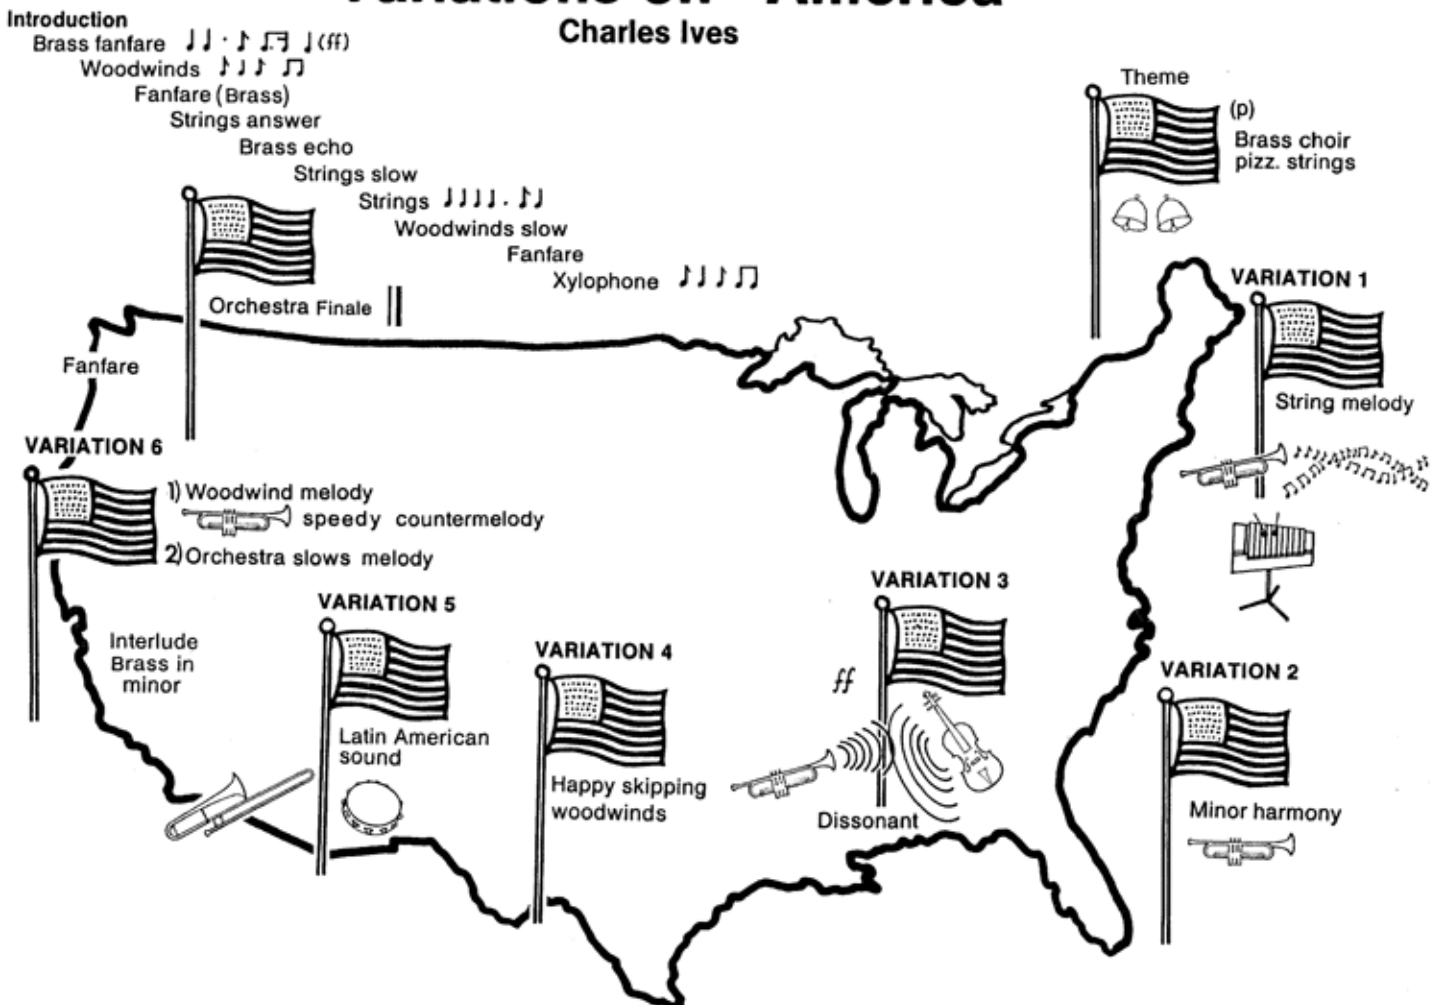 Variations on "America"
Charles Ives
Introduction
Brass fanfare (ff)
Woodwinds
Fanfare (Brass)
Strings answer
Brass echo
Strings slow
Strings
Woodwinds slow
Fanfare
Xylophone
Theme
(p)
Brass choir
pizz. strings
VARIATION 1
String melody
VARIATION 2
Minor harmony
VARIATION 3
ff
Dissonant
VARIATION 4
Happy skipping
woodwinds
VARIATION 5
Latin American
sound
Interlude
Brass in
minor
VARIATION 6
1) Woodwind melody
speedy countermelody
2) Orchestra slows melody
Fanfare
Orchestra Finale